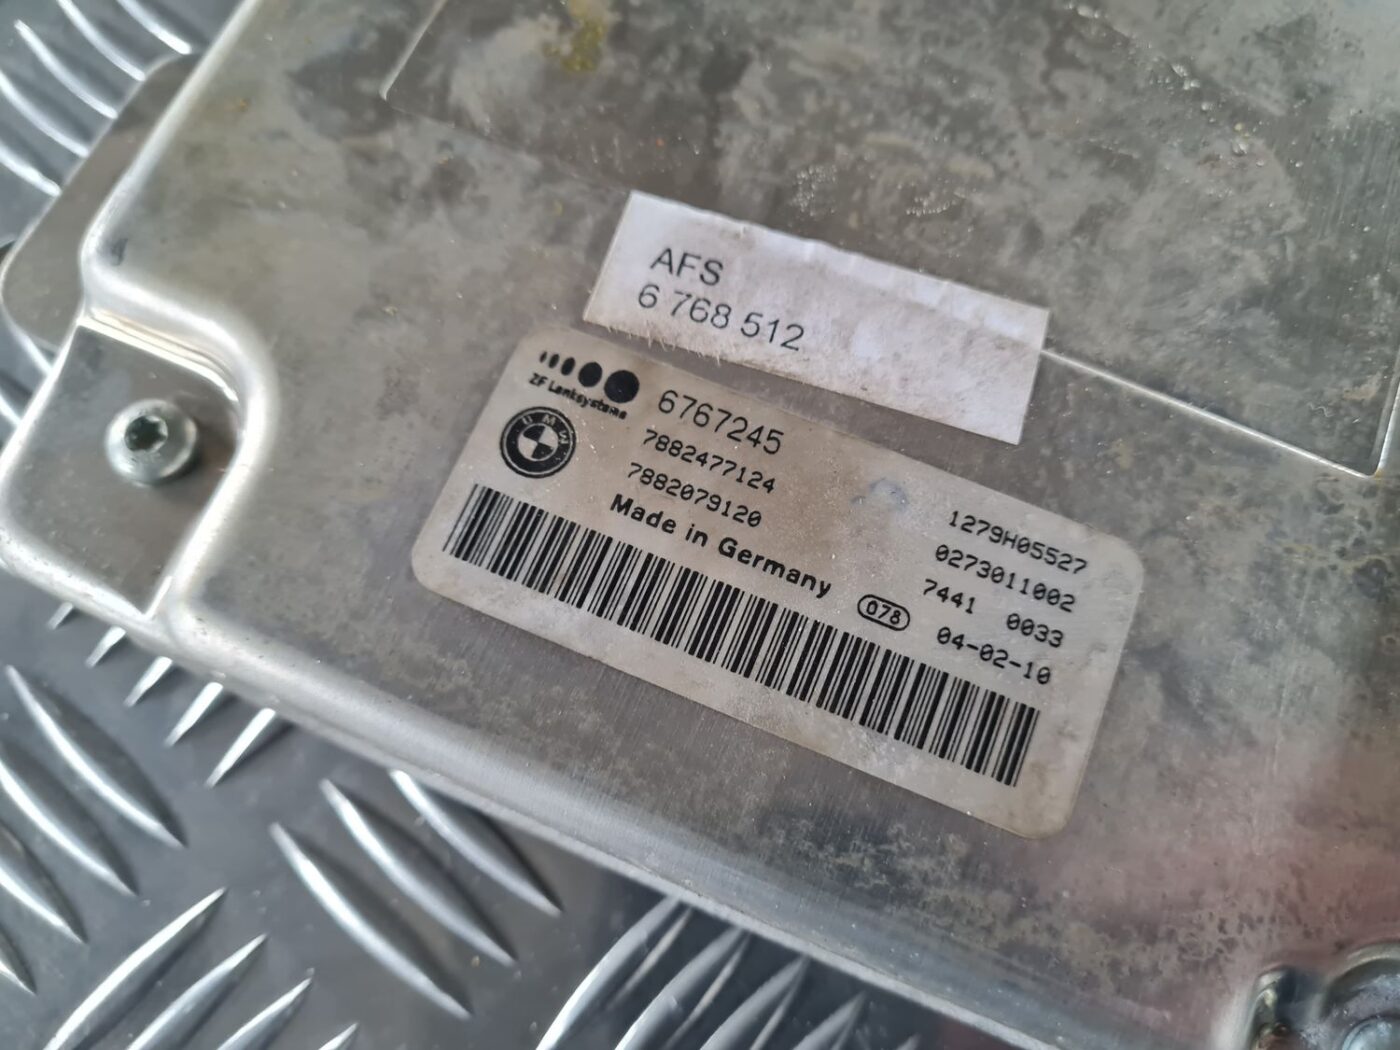 AFS
6 768 512
ZF Lenksysteme
BMW
6767245
7882477124
7882079120
Made in Germany
078
1279H05527
0273011002
7441 0033
04-02-10